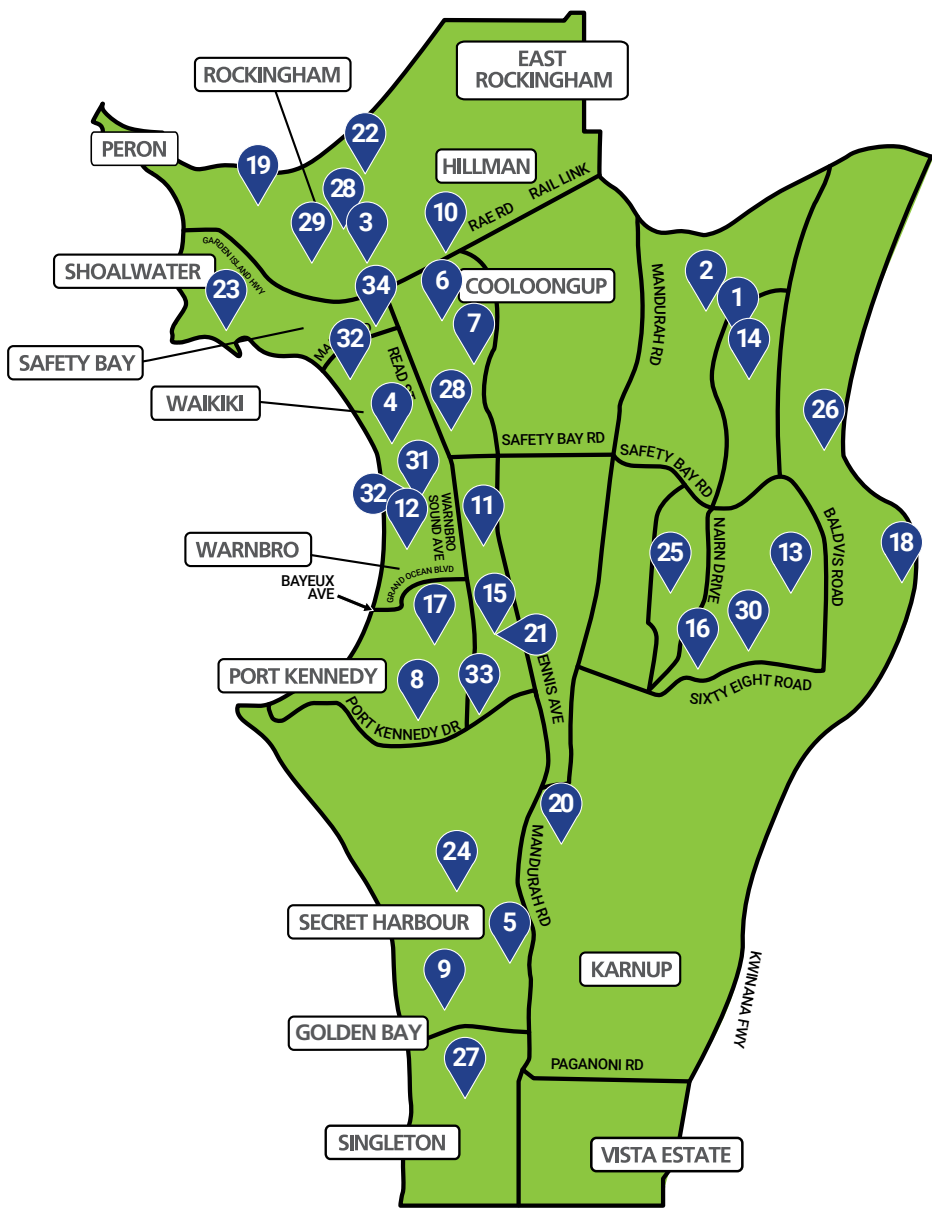 EAST
ROCKINGHAM
ROCKINGHAM
22
PERON
19
HILLMAN
28
29
3
10
RAE RD
RAIL LINK
GARDEN ISLAND HWY
SHOALWATER
23
34
6
COOLOONGUP
MANDURAH RD
2
1
7
14
SAFETY BAY
32
WAIKIKI
4
28
26
SAFETY BAY RD
SAFETY BAY RD
31
32
12
WARNBRO
SOUND AVE
11
NAIRN DRIVE
BALDVIS ROAD
WARNBRO
25
13
18
GRAND OCEAN BLVD
BAYEUX
AVE
17
15
21
16
30
PORT KENNEDY
8
33
ENNIS AVE
SIXTY EIGHT ROAD
PORT KENNEDY DR
20
MANDURAH RD
24
SECRET HARBOUR
5
9
KARNUP
KWINANA FWY
GOLDEN BAY
27
PAGANONI RD
SINGLETON
VISTA ESTATE